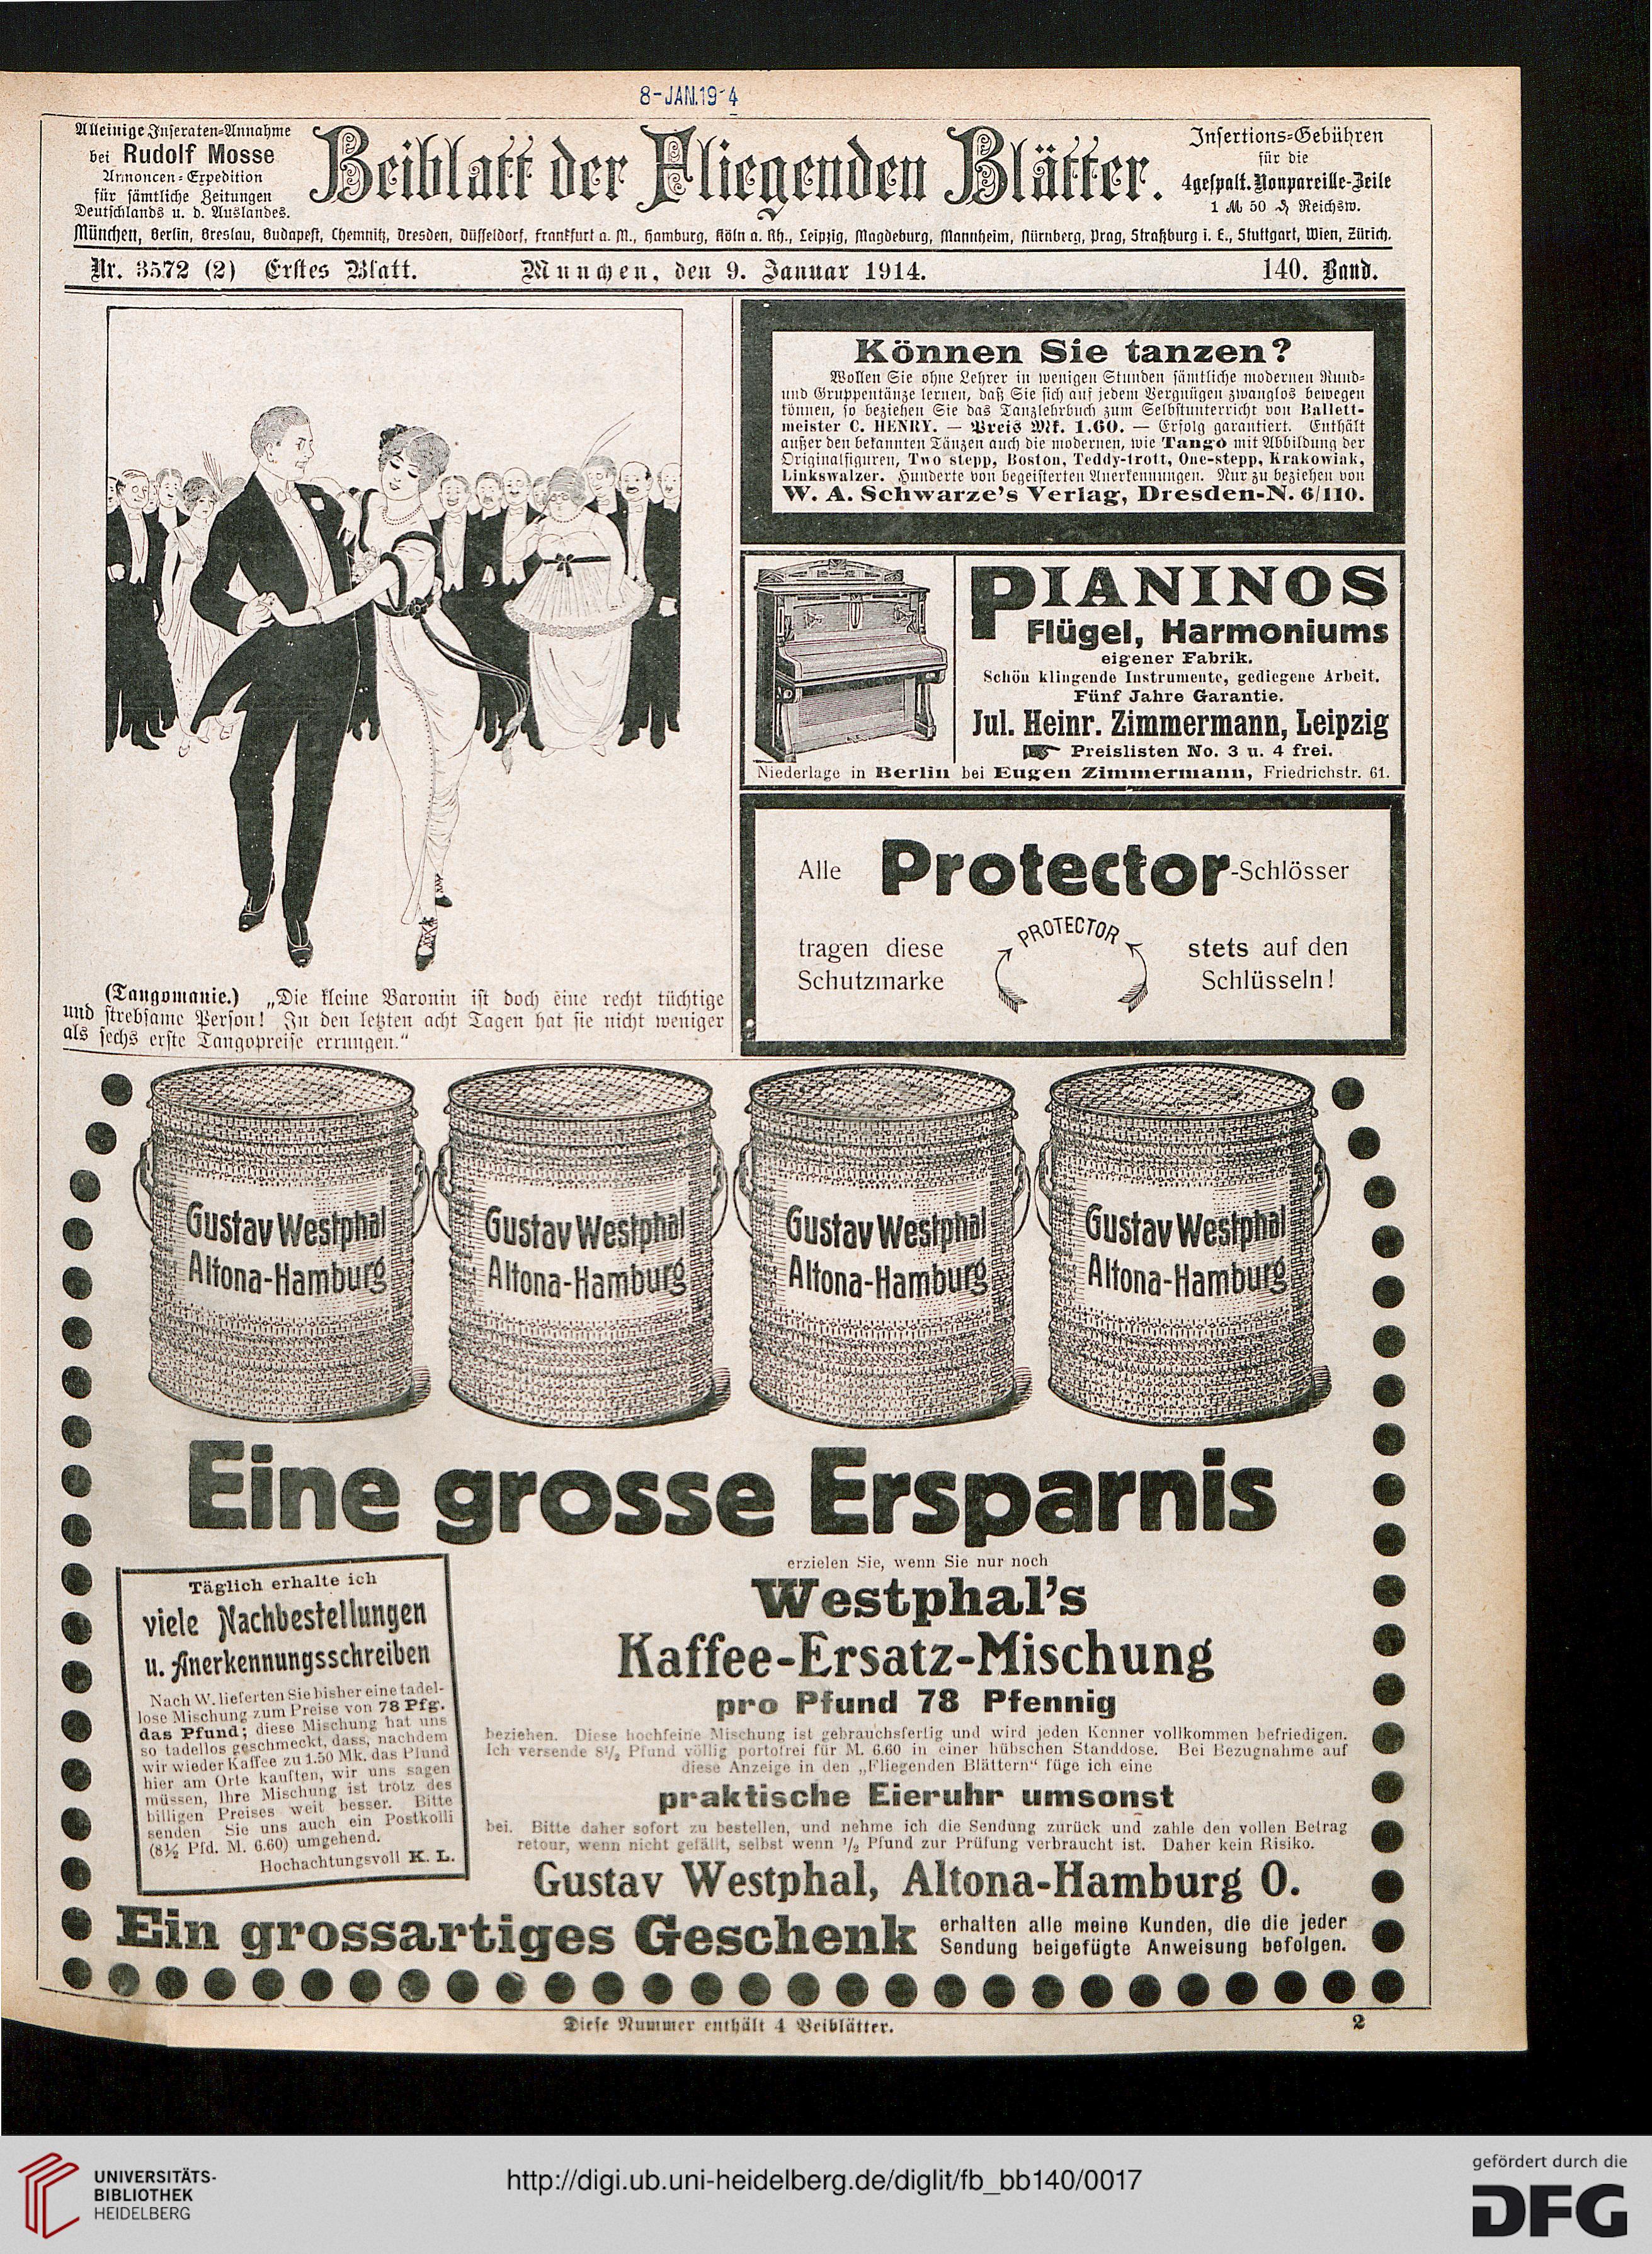 8-JAN.19 4
Alleinige Inseraten-Annahme
bei Rudolf Mosse
Annoncen-Expedition
für sämtliche Zeitungen
Deutschlands u. d. Auslandes.
Beiblatt der Fliegenden Blätter.
Insertions-Gebühren
für die
4gespalt. Nonpareille-Zeile
1 M 50 ₰ Reichsw.
München, Berlin, Breslau, Budapest, Chemnitz, Dresden, Düsseldorf, Frankfurt a. M., Hamburg, Köln a. Rh., Leipzig, Magdeburg, Mannheim, Nürnberg, Prag, Straßburg i. E., Stuttgart, Wien, Zürich.
Nr. 3572 (2) Erstes Blatt. München, den 9. Januar 1914. 140. Band.
(Tangomanie.) „Die kleine Baronin ist doch eine recht tüchtige
und strebsame Person! In den letzten acht Tagen hat sie nicht weniger
als sechs erste Tangopreise errungen.“
Können Sie tanzen?
Wollen Sie ohne Lehrer in wenigen Stunden sämtliche modernen Rund-
und Gruppentänze lernen, daß Sie sich auf jedem Vergnügen zwanglos bewegen
können, so beziehen Sie das Tanzlehrbuch zum Selbstunterricht von Ballett-
meister C. HENRY. — Preis Mk. 1.60. — Erfolg garantiert. Enthält
außer den bekannten Tänzen auch die modernen, wie Tango mit Abbildung der
Originalfiguren, Two stepp, Boston, Teddy-trott, One-stepp, Krakowiak,
Linkswalzer. Hunderte von begeisterten Anerkennungen. Nur zu beziehen von
W. A. Schwarze's Verlag, Dresden-N. 6/110.
PIANINOS
Flügel, Harmoniums
eigener Fabrik.
Schön klingende Instrumente, gediegene Arbeit.
Fünf Jahre Garantie.
Jul. Heinr. Zimmermann, Leipzig
Preislisten No. 3 u. 4 frei.
Niederlage in Berlin bei Eugen Zimmermann, Friedrichstr. 61.
Alle Protector-Schlösser
PROTECTOR
tragen diese stets auf den
Schutzmarke Schlüsseln!
Gustav Westphal Gustav Westphal Gustav Westphal Gustav Westphal
Altona-Hamburg Altona-Hamburg Altona-Hamburg Altona-Hamburg
Eine grosse Ersparnis
Täglich erhalte ich
viele Nachbestellungen
u. Anerkennungsschreiben
Nach W. lieferten Sie bisher eine tadel-
lose Mischung zum Preise von 78 Pfg.
das Pfund; diese Mischung hat uns
so tadellos geschmeckt, dass, nachdem
wir wieder Kaffee zu 1.50 Mk. das Pfund
hier am Orte kauften, wir uns sagen
müssen, Ihre Mischung ist trotz des
billigen Preises weit besser. Bitte
senden Sie uns auch ein Postkolli
(8½ Pfd. M. 6.60) umgehend.
Hochachtungsvoll K. L.
erzielen Sie, wenn Sie nur noch
Westphal's
Kaffee-Ersatz-Mischung
pro Pfund 78 Pfennig
beziehen. Diese hochfeine Mischung ist gebrauchsfertig und wird jeden Kenner vollkommen befriedigen.
Ich versende 8½ Pfund völlig portofrei für M. 6.60 in einer hübschen Standdose. Bei Bezugnahme auf
diese Anzeige in den „Fliegenden Blättern“ füge ich eine
praktische Eieruhr umsonst
bei. Bitte daher sofort zu bestellen, und nehme ich die Sendung zurück und zahle den vollen Betrag
retour, wenn nicht gefällt, selbst wenn ½ Pfund zur Prüfung verbraucht ist. Daher kein Risiko.
Gustav Westphal, Altona-Hamburg O.
Ein grossartiges Geschenk
erhalten alle meine Kunden, die die jeder
Sendung beigefügte Anweisung befolgen.
Diese Nummer enthält 4 Beiblätter. 2
UNIVERSITÄTS-
BIBLIOTHEK
HEIDELBERG
http://digi.ub.uni-heidelberg.de/diglit/fb_bb140/0017
gefördert durch die
DFG